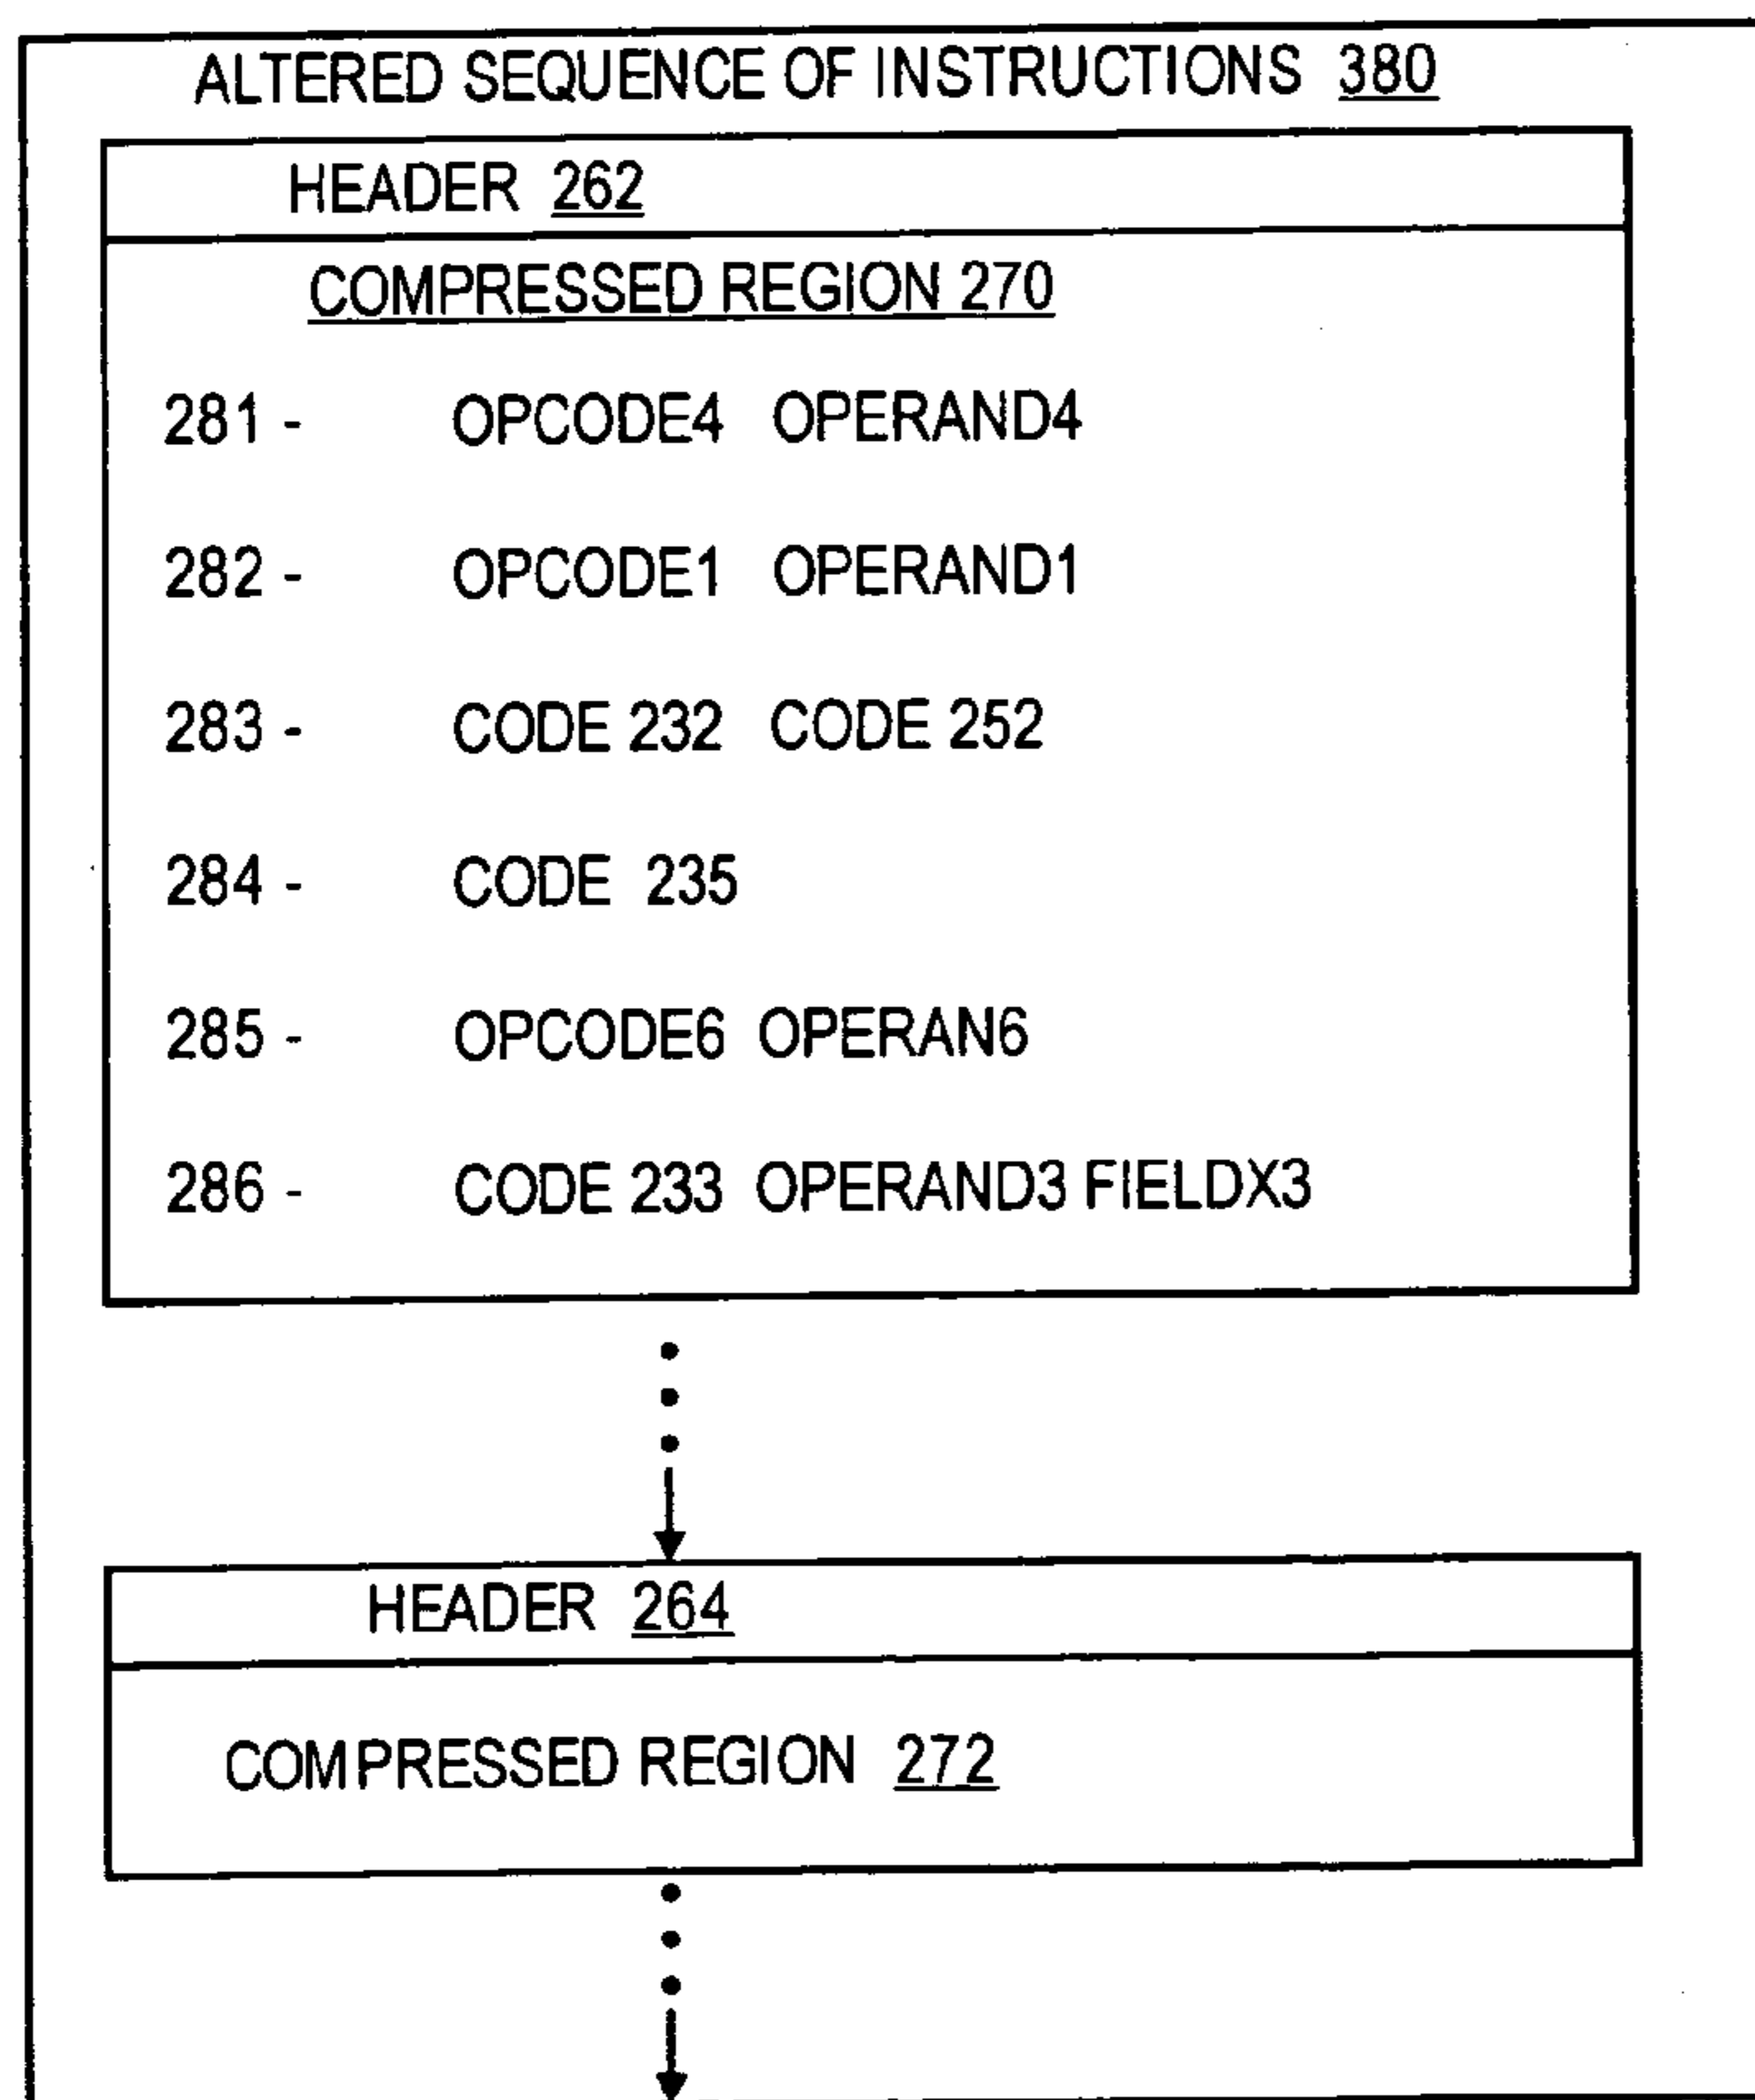 ALTERED SEQUENCE OF INSTRUCTIONS 380
HEADER 262
COMPRESSED REGION 270
281 - OPCODE4 OPERAND4
282 - OPCODE1 OPERAND1
283 - CODE 232 CODE 252
284 - CODE 235
285 - OPCODE6 OPERAN6
286 - CODE 233 OPERAND3 FIELDX3
HEADER 264
COMPRESSED REGION 272